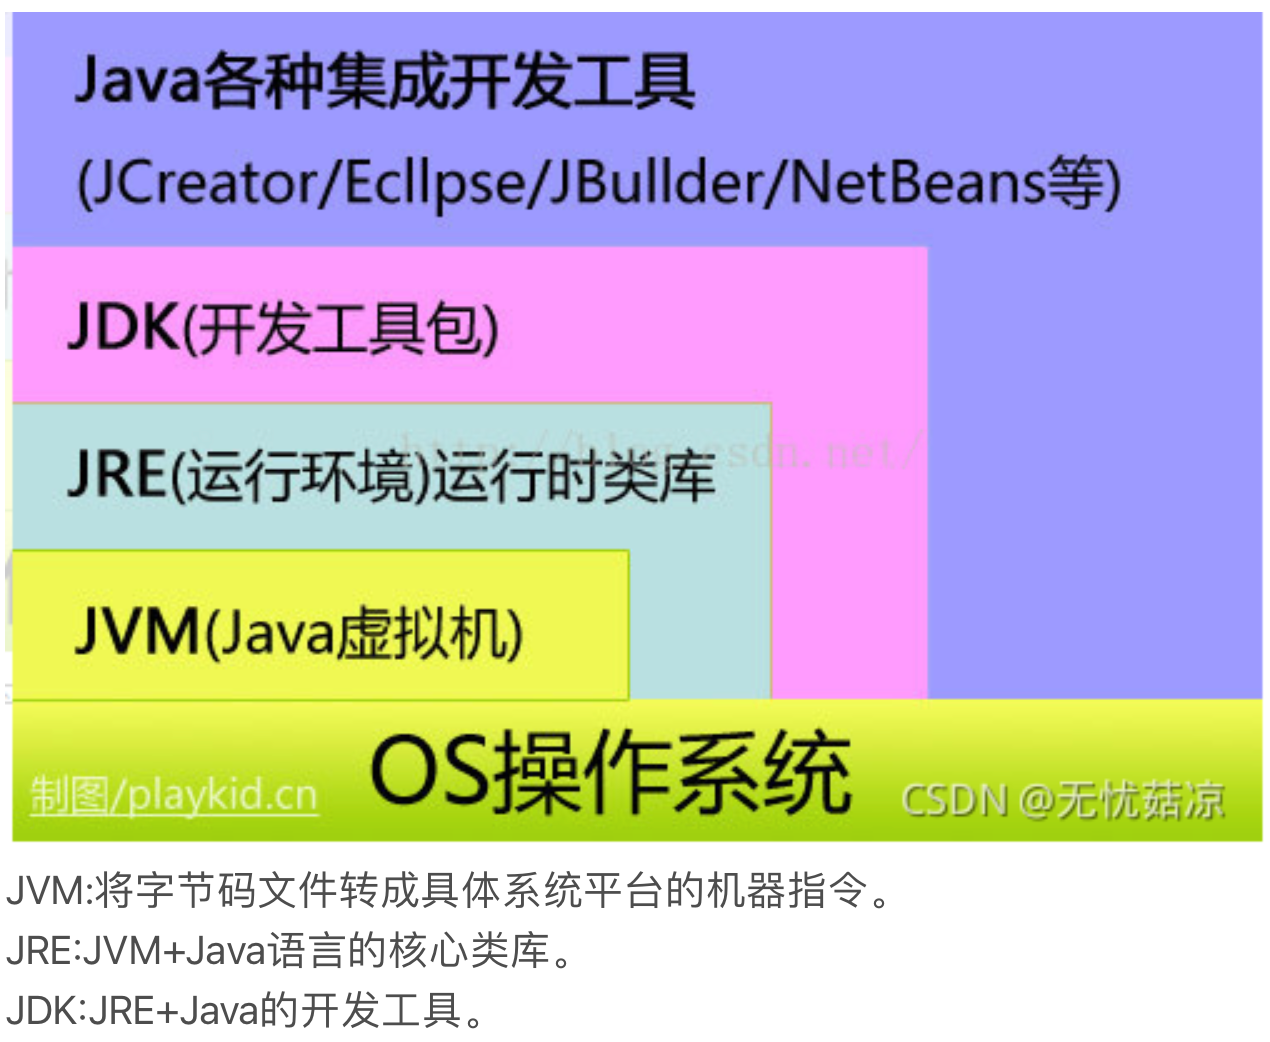 Java各种集成开发工具
(JCreator/Ecllpse/JBullder/NetBeans等)
JDK(开发工具包)
http://blog.csdn.net/
JRE(运行环境)运行时类库
JVM(Java虚拟机)
OS操作系统
制图/playkid.cn
CSDN @无忧菇凉
JVM:将字节码文件转成具体系统平台的机器指令。
JRE:JVM+Java语言的核心类库。
JDK:JRE+Java的开发工具。